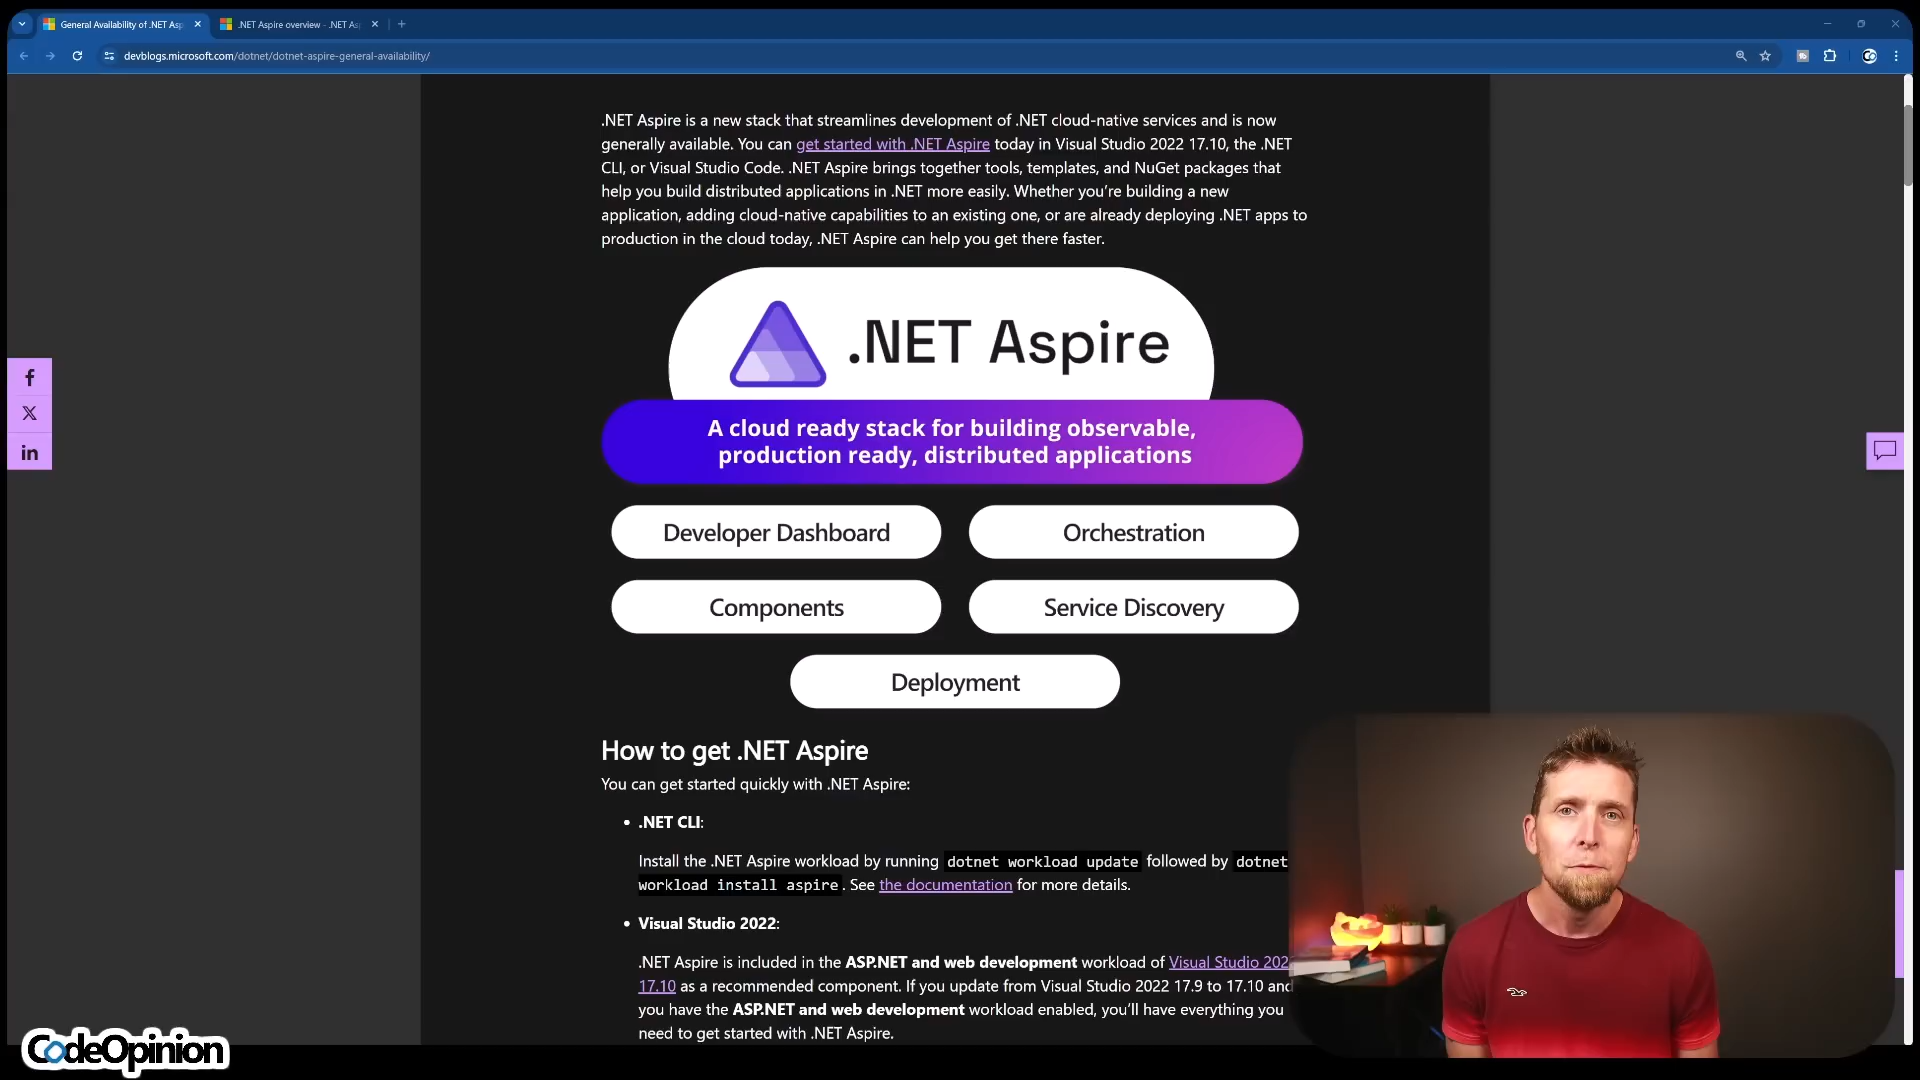 General Availability of .NET Asp
.NET Aspire overview - .NET As
devblogs.microsoft.com/dotnet/dotnet-aspire-general-availability/
.NET Aspire is a new stack that streamlines development of .NET cloud-native services and is now
generally available. You can get started with .NET Aspire today in Visual Studio 2022 17.10, the .NET
CLI, or Visual Studio Code. .NET Aspire brings together tools, templates, and NuGet packages that
help you build distributed applications in .NET more easily. Whether you’re building a new
application, adding cloud-native capabilities to an existing one, or are already deploying .NET apps to
production in the cloud today, .NET Aspire can help you get there faster.
.NET Aspire
A cloud ready stack for building observable,
production ready, distributed applications
Developer Dashboard
Orchestration
Components
Service Discovery
Deployment
How to get .NET Aspire
You can get started quickly with .NET Aspire:
• .NET CLI:
Install the .NET Aspire workload by running dotnet workload update followed by dotnet
workload install aspire. See the documentation for more details.
• Visual Studio 2022:
.NET Aspire is included in the ASP.NET and web development workload of Visual Studio 202
17.10 as a recommended component. If you update from Visual Studio 2022 17.9 to 17.10 and
you have the ASP.NET and web development workload enabled, you’ll have everything you
need to get started with .NET Aspire.
CodeOpinion